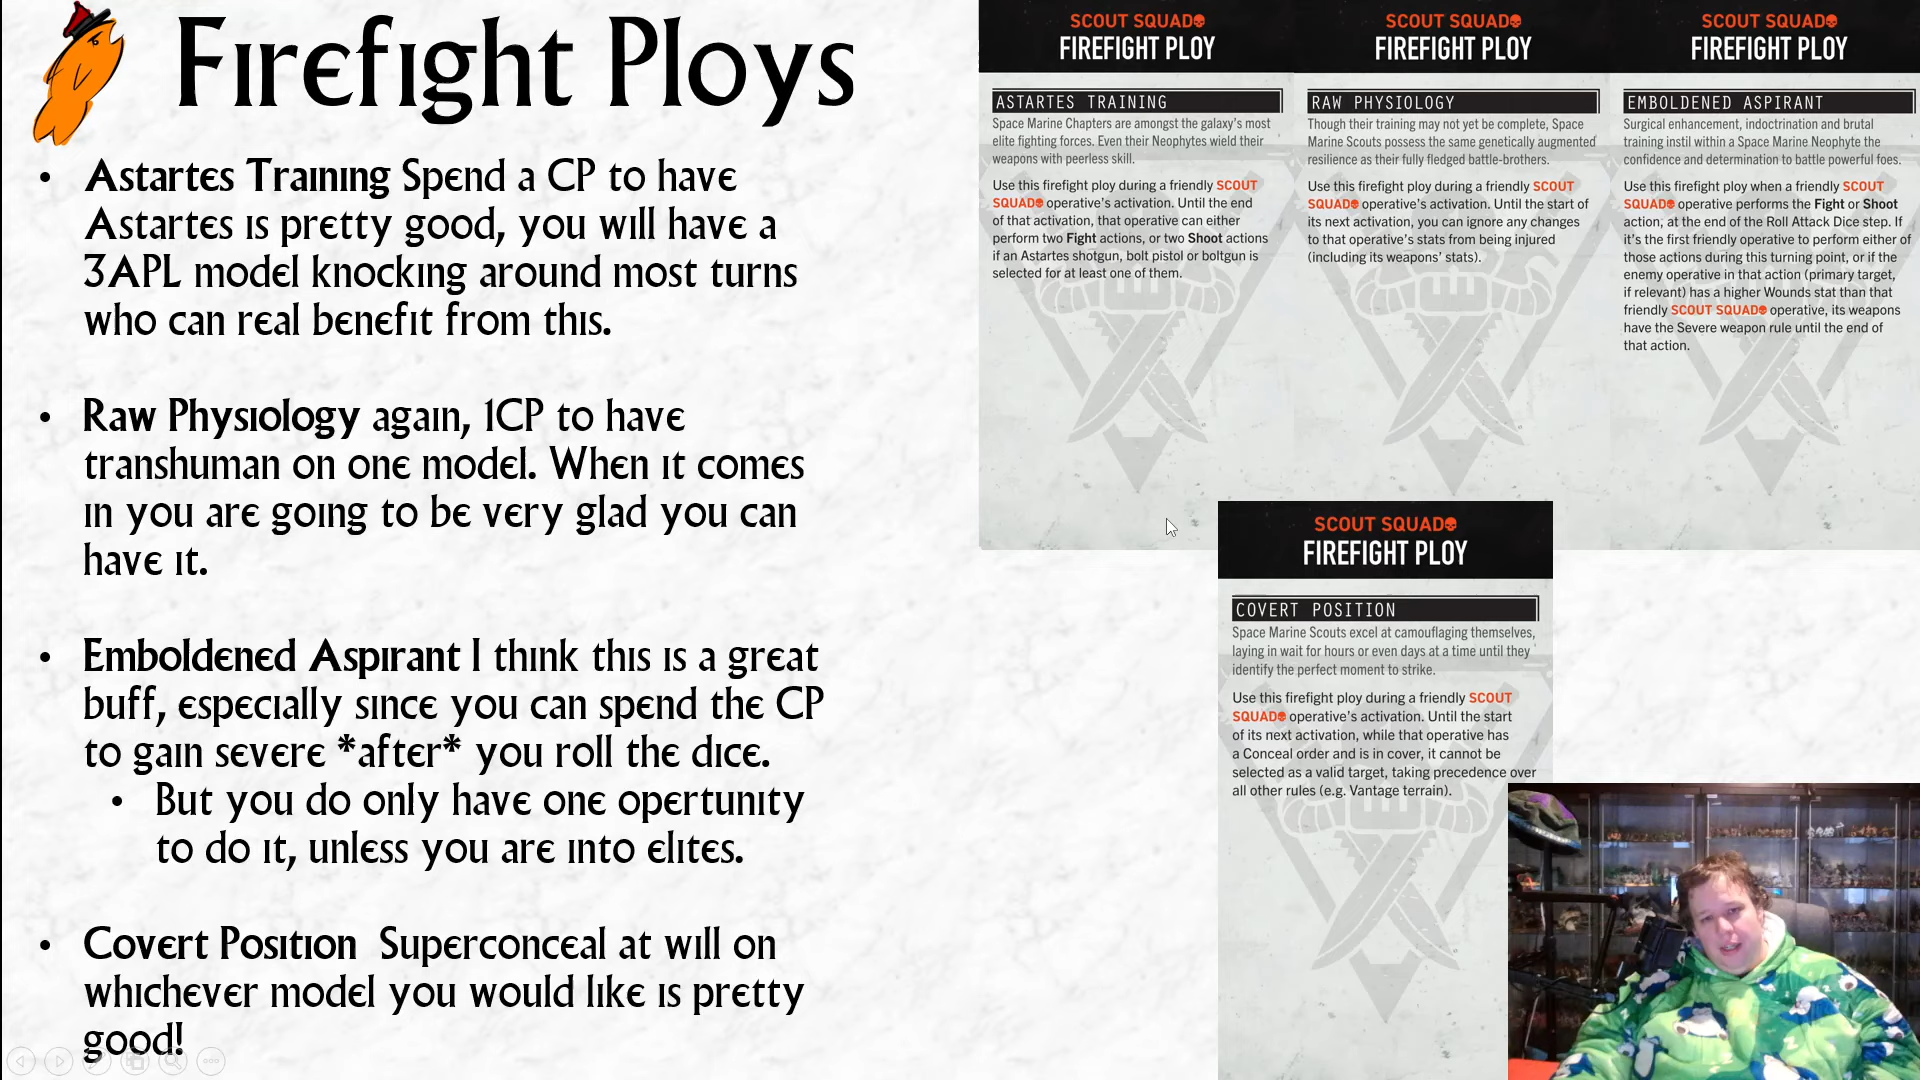 Firefight Ploys
• Astartes Training Spend a CP to have
Astartes is pretty good, you will have a
3APL model knocking around most turns
who can real benefit from this.
• Raw Physiology again, 1CP to have
transhuman on one model. When it comes
in you are going to be very glad you can
have it.
• Emboldened Aspirant I think this is a great
buff, especially since you can spend the CP
to gain severe *after* you roll the dice.
• But you do only have one opertunity
to do it, unless you are into elites.
• Covert Position Superconceal at will on
whichever model you would like is pretty
good!
SCOUT SQUAD
FIREFIGHT PLOY
ASTARTES TRAINING
Space Marine Chapters are amongst the galaxy's most
elite fighting forces. Even their Neophytes wield their
weapons with peerless skill.
Use this firefight ploy during a friendly SCOUT
SQUAD operative's activation. Until the end
of that activation, that operative can either
perform two Fight actions, or two Shoot actions
if an Astartes shotgun, bolt pistol or boltgun is
selected for at least one of them.
SCOUT SQUAD
FIREFIGHT PLOY
RAW PHYSIOLOGY
Though their training may not yet be complete, Space
Marine Scouts possess the same genetically augmented
resilience as their fully fledged battle-brothers.
Use this firefight ploy during a friendly SCOUT
SQUAD operative's activation. Until the start of
its next activation, you can ignore any changes
to that operative's stats from being injured
(including its weapons' stats).
SCOUT SQUAD
FIREFIGHT PLOY
EMBOLDENED ASPIRANT
Surgical enhancement, indoctrination and brutal
training instil within a Space Marine Neophyte the
confidence and determination to battle powerful foes.
Use this firefight ploy when a friendly SCOUT
SQUAD operative performs the Fight or Shoot
action, at the end of the Roll Attack Dice step. If
it's the first friendly operative to perform either of
those actions during this turning point, or if the
enemy operative in that action (primary target,
if relevant) has a higher Wounds stat than that
friendly SCOUT SQUAD operative, its weapons
have the Severe weapon rule until the end of
that action.
SCOUT SQUAD
FIREFIGHT PLOY
COVERT POSITION
Space Marine Scouts excel at camouflaging themselves,
laying in wait for hours or even days at a time until they
identify the perfect moment to strike.
Use this firefight ploy during a friendly SCOUT
SQUAD operative's activation. Until the start
of its next activation, while that operative has
a Conceal order and is in cover, it cannot be
selected as a valid target, taking precedence over
all other rules (e.g. Vantage terrain).